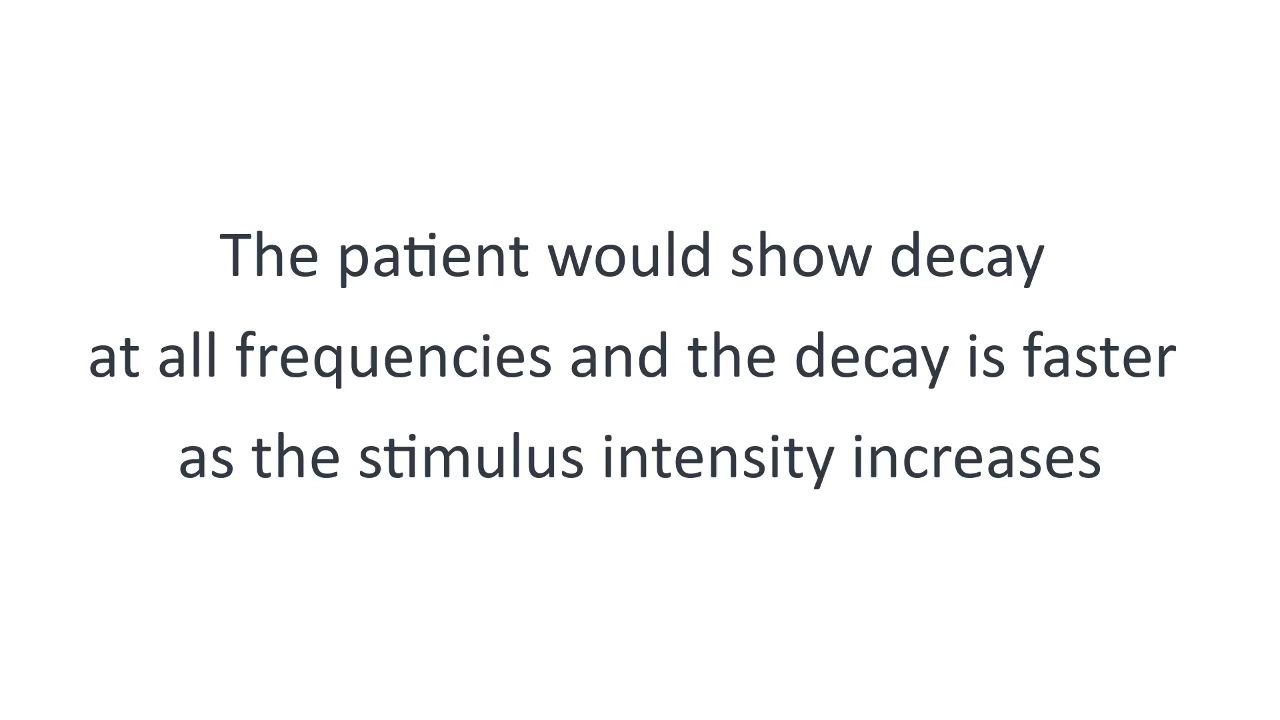 The patient would show decay
at all frequencies and the decay is faster
as the stimulus intensity increases